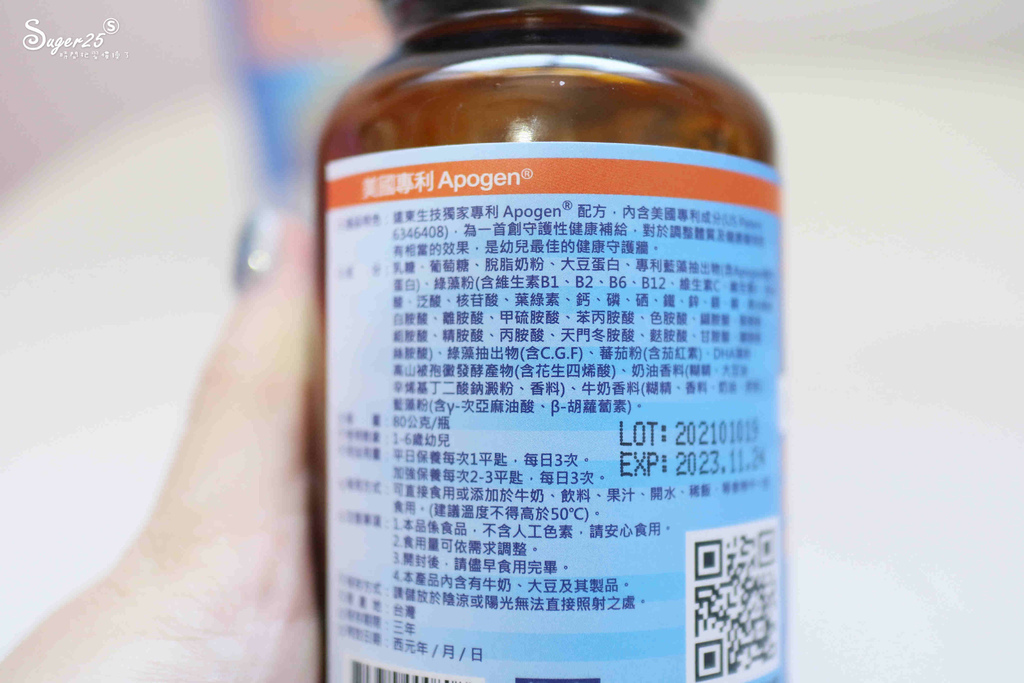 Suger25
美國專利 Apogen®
遠東生技獨家專利 Apogen® 配方，內含美國專利成分(US Patent
6346408)，為一首創守護性健康補給，對於調整體質及
有相當的效果，是幼兒最佳的健康守護牆。
乳糖、葡萄糖、脫脂奶粉、大豆蛋白、專利藍藻抽出物(含Apogen
蛋白)、綠藻粉(含維生素B1、B2、B6、B12、維生素C、
酸、泛酸、核苷酸、葉綠素、鈣、磷、硒、鐵、鋅、
白胺酸、離胺酸、甲硫胺酸、苯丙胺酸、色胺酸、
胺酸、精胺酸、丙胺酸、天門冬胺酸、麩胺酸、甘胺酸、
絲胺酸)、綠藻抽出物(含C.G.F)、蕃茄粉(含茄紅素)、DHA
高山被孢黴發酵產物(含花生四烯酸)、奶油香料(糊精、大豆
辛烯基丁二酸鈉澱粉、香料)、牛奶香料(糊精、香料、奶油
藍藻粉(含γ-次亞麻油酸、β-胡蘿蔔素)。
80公克/瓶
LOT: 202101019
1-6歲幼兒
平日保養每次1平匙，每日3次。
EXP: 2023.11.24
加強保養每次2-3平匙，每日3次。
可直接食用或添加於牛奶、飲料、果汁、開水、稀飯、
食用。(建議溫度不得高於50℃)。
1.本品係食品，不含人工色素，請安心食用。
2.食用量可依需求調整。
3.開封後，請儘早食用完畢。
4.本產品內含有牛奶、大豆及其製品。
請儲放於陰涼或陽光無法直接照射之處。
台灣
三年
西元年/月/日